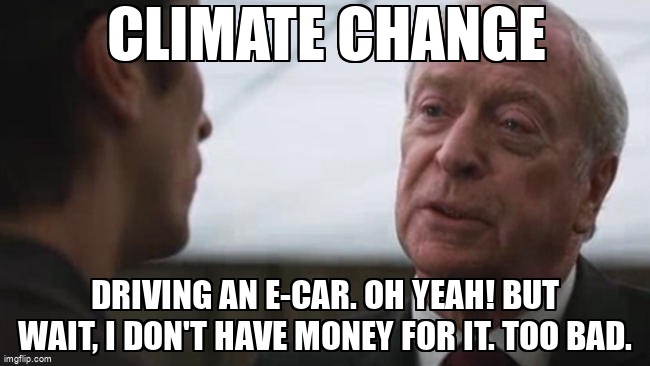 CLIMATE CHANGE
DRIVING AN E-CAR. OH YEAH! BUT
WAIT, I DON'T HAVE MONEY FOR IT. TOO BAD.
imgflip.com